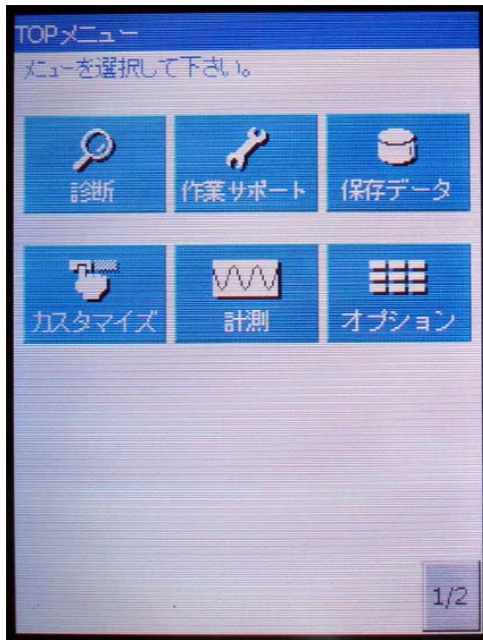 TOPメニュー
メニューを選択して下さい。
診断
作業サポート
保存データ
カスタマイズ
計測
オプション
1/2